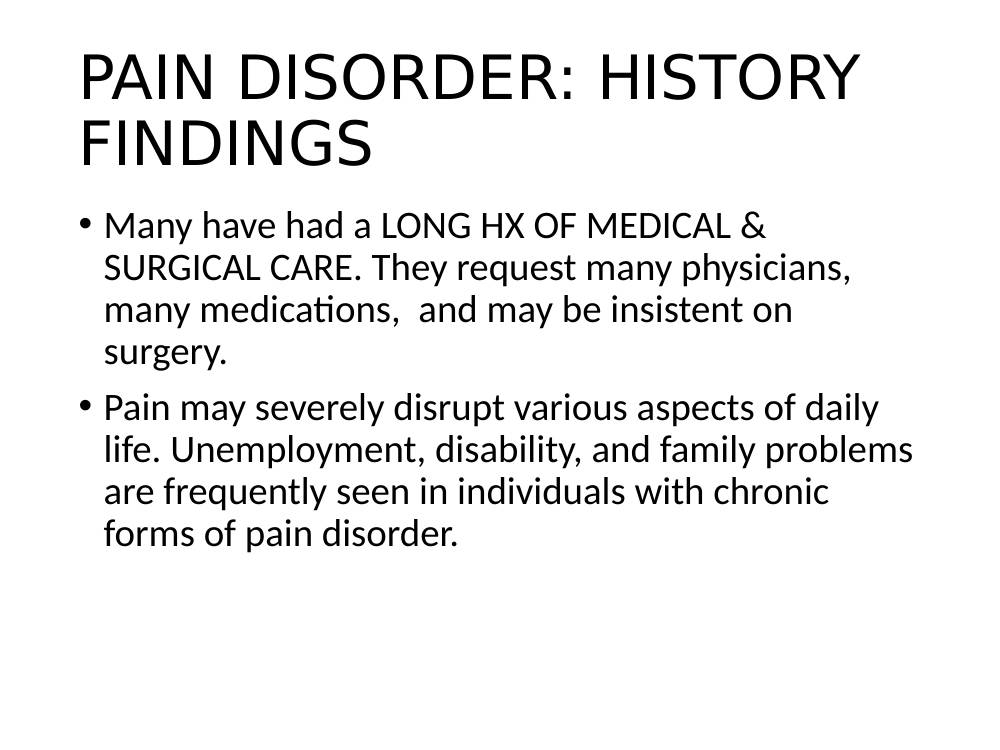 PAIN DISORDER: HISTORY
FINDINGS
• Many have had a LONG HX OF MEDICAL &
SURGICAL CARE. They request many physicians,
many medications,  and may be insistent on
surgery.
• Pain may severely disrupt various aspects of daily
life. Unemployment, disability, and family problems
are frequently seen in individuals with chronic
forms of pain disorder.